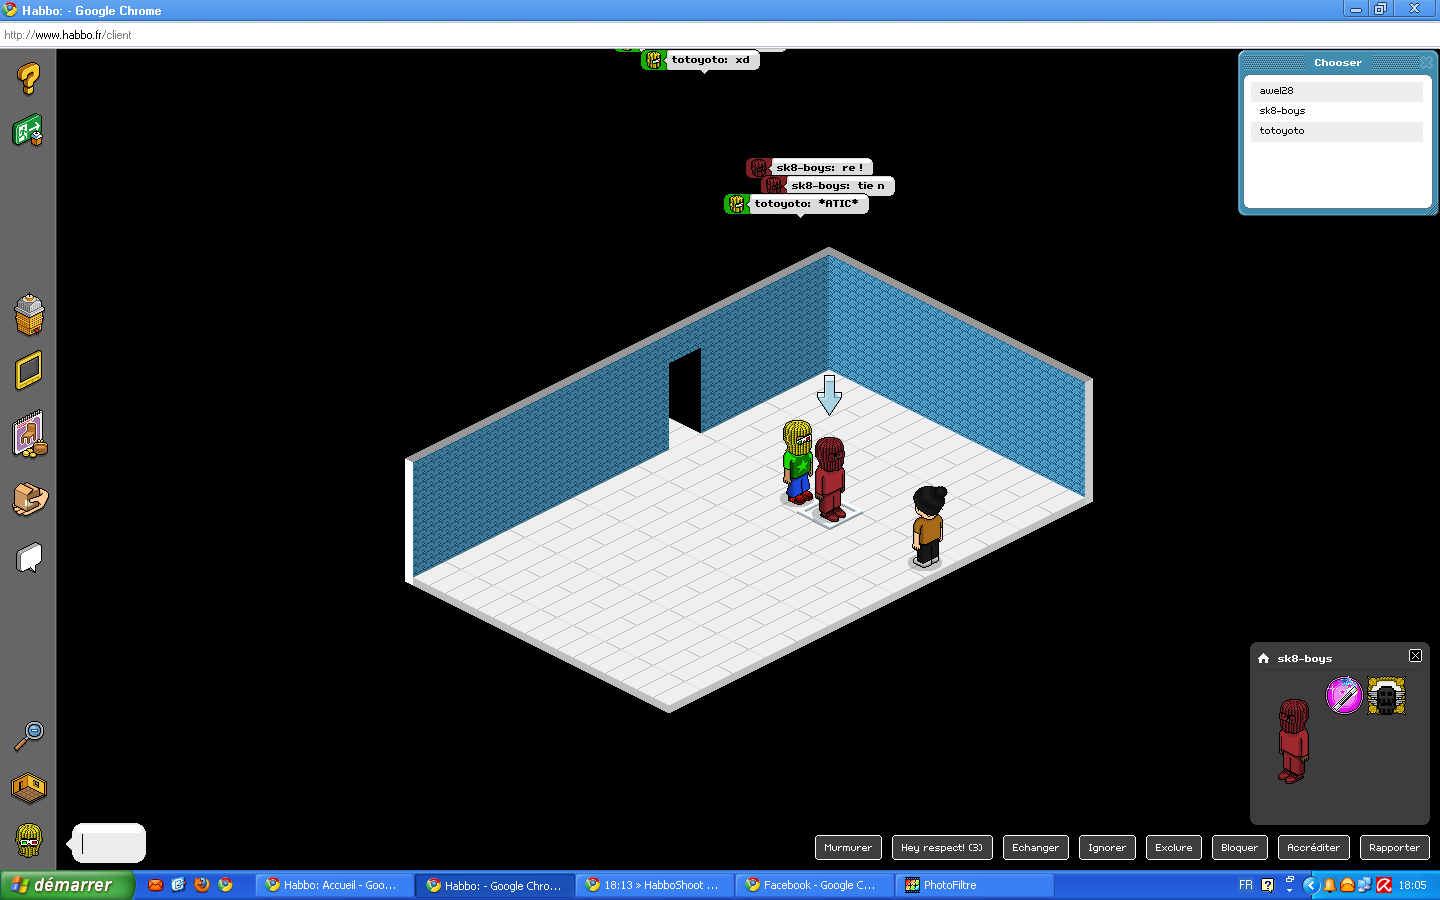 Habbo: - Google Chrome
http://www.habbo.fr/client
totoyoto: xd
Chooser
awel28
sk8-boys
totoyoto
sk8-boys: re !
sk8-boys: tie n
totoyoto: *ATIC*
sk8-boys
Murmurer
Hey respect! (3)
Echanger
Ignorer
Exclure
Bloquer
Accréditer
Rapporter
démarrer
Habbo: Accueil - Goo...
Habbo: - Google Chro...
18:13 » HabboShoot ...
Facebook - Google C...
PhotoFiltre
FR
18:05